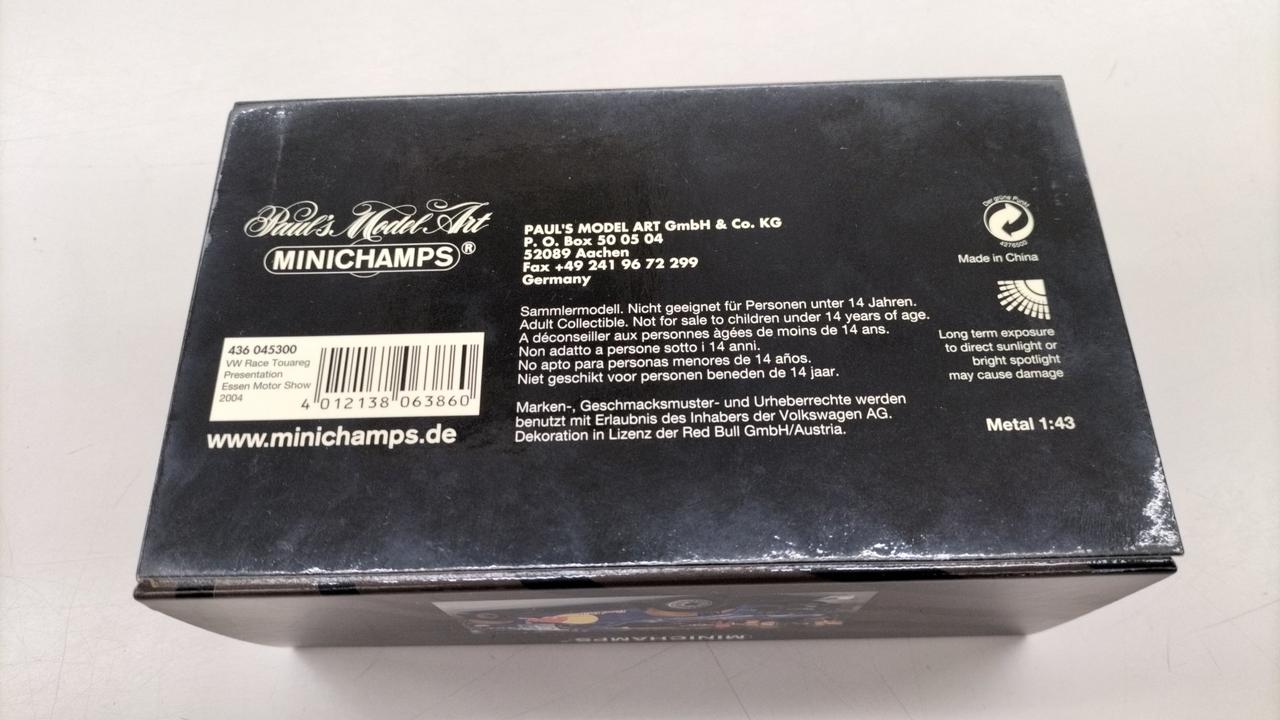 Paul's Model Art
MINICHAMPS®
436 045300
VW Race Touareg
Presentation
Essen Motor Show
2004
4 012138 063860
www.minichamps.de
PAUL'S MODEL ART GmbH & Co. KG
P. O. Box 50 05 04
52089 Aachen
Fax +49 241 96 72 299
Germany
Sammlermodell. Nicht geeignet für Personen unter 14 Jahren.
Adult Collectible. Not for sale to children under 14 years of age.
A déconseiller aux personnes àgées de moins de 14 ans.
Non adatto a persone sotto i 14 anni.
No apto para personas menores de 14 años.
Niet geschikt voor personen beneden de 14 jaar.
Marken-, Geschmacksmuster- und Urheberrechte werden
benutzt mit Erlaubnis des Inhabers der Volkswagen AG.
Dekoration in Lizenz der Red Bull GmbH/Austria.
Der grüne Punkt
4276500
Made in China
Long term exposure
to direct sunlight or
bright spotlight
may cause damage
Metal 1:43
MINICHAMPS